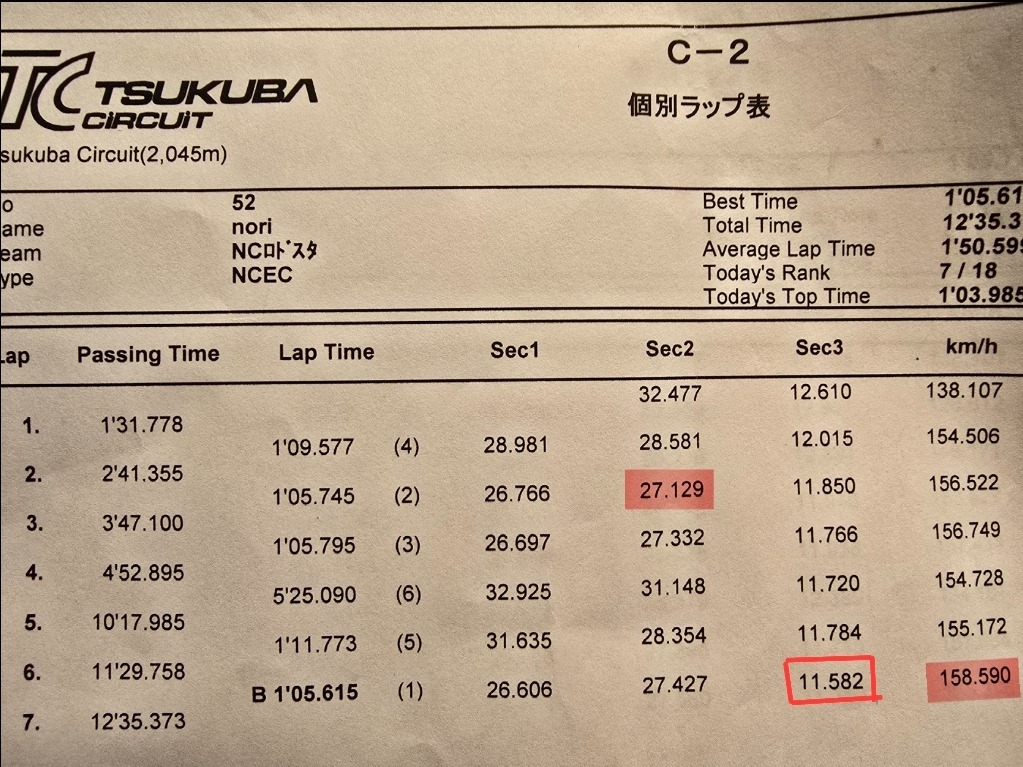 C－2
TC TSUKUBA
CIRCUIT
個別ラップ表
sukuba Circuit(2,045m)
o 52 Best Time 1'05.61
ame nori Total Time 12'35.3
eam NCﾛﾄﾞｽﾀ Average Lap Time 1'50.599
ype NCEC Today's Rank 7 / 18
Today's Top Time 1'03.985
Lap Passing Time Lap Time Sec1 Sec2 Sec3 km/h
32.477 12.610 138.107
1. 1'31.778
1'09.577 (4) 28.981 28.581 12.015 154.506
2. 2'41.355
1'05.745 (2) 26.766 27.129 11.850 156.522
3. 3'47.100
1'05.795 (3) 26.697 27.332 11.766 156.749
4. 4'52.895
5'25.090 (6) 32.925 31.148 11.720 154.728
5. 10'17.985
1'11.773 (5) 31.635 28.354 11.784 155.172
6. 11'29.758
B 1'05.615 (1) 26.606 27.427 11.582 158.590
7. 12'35.373